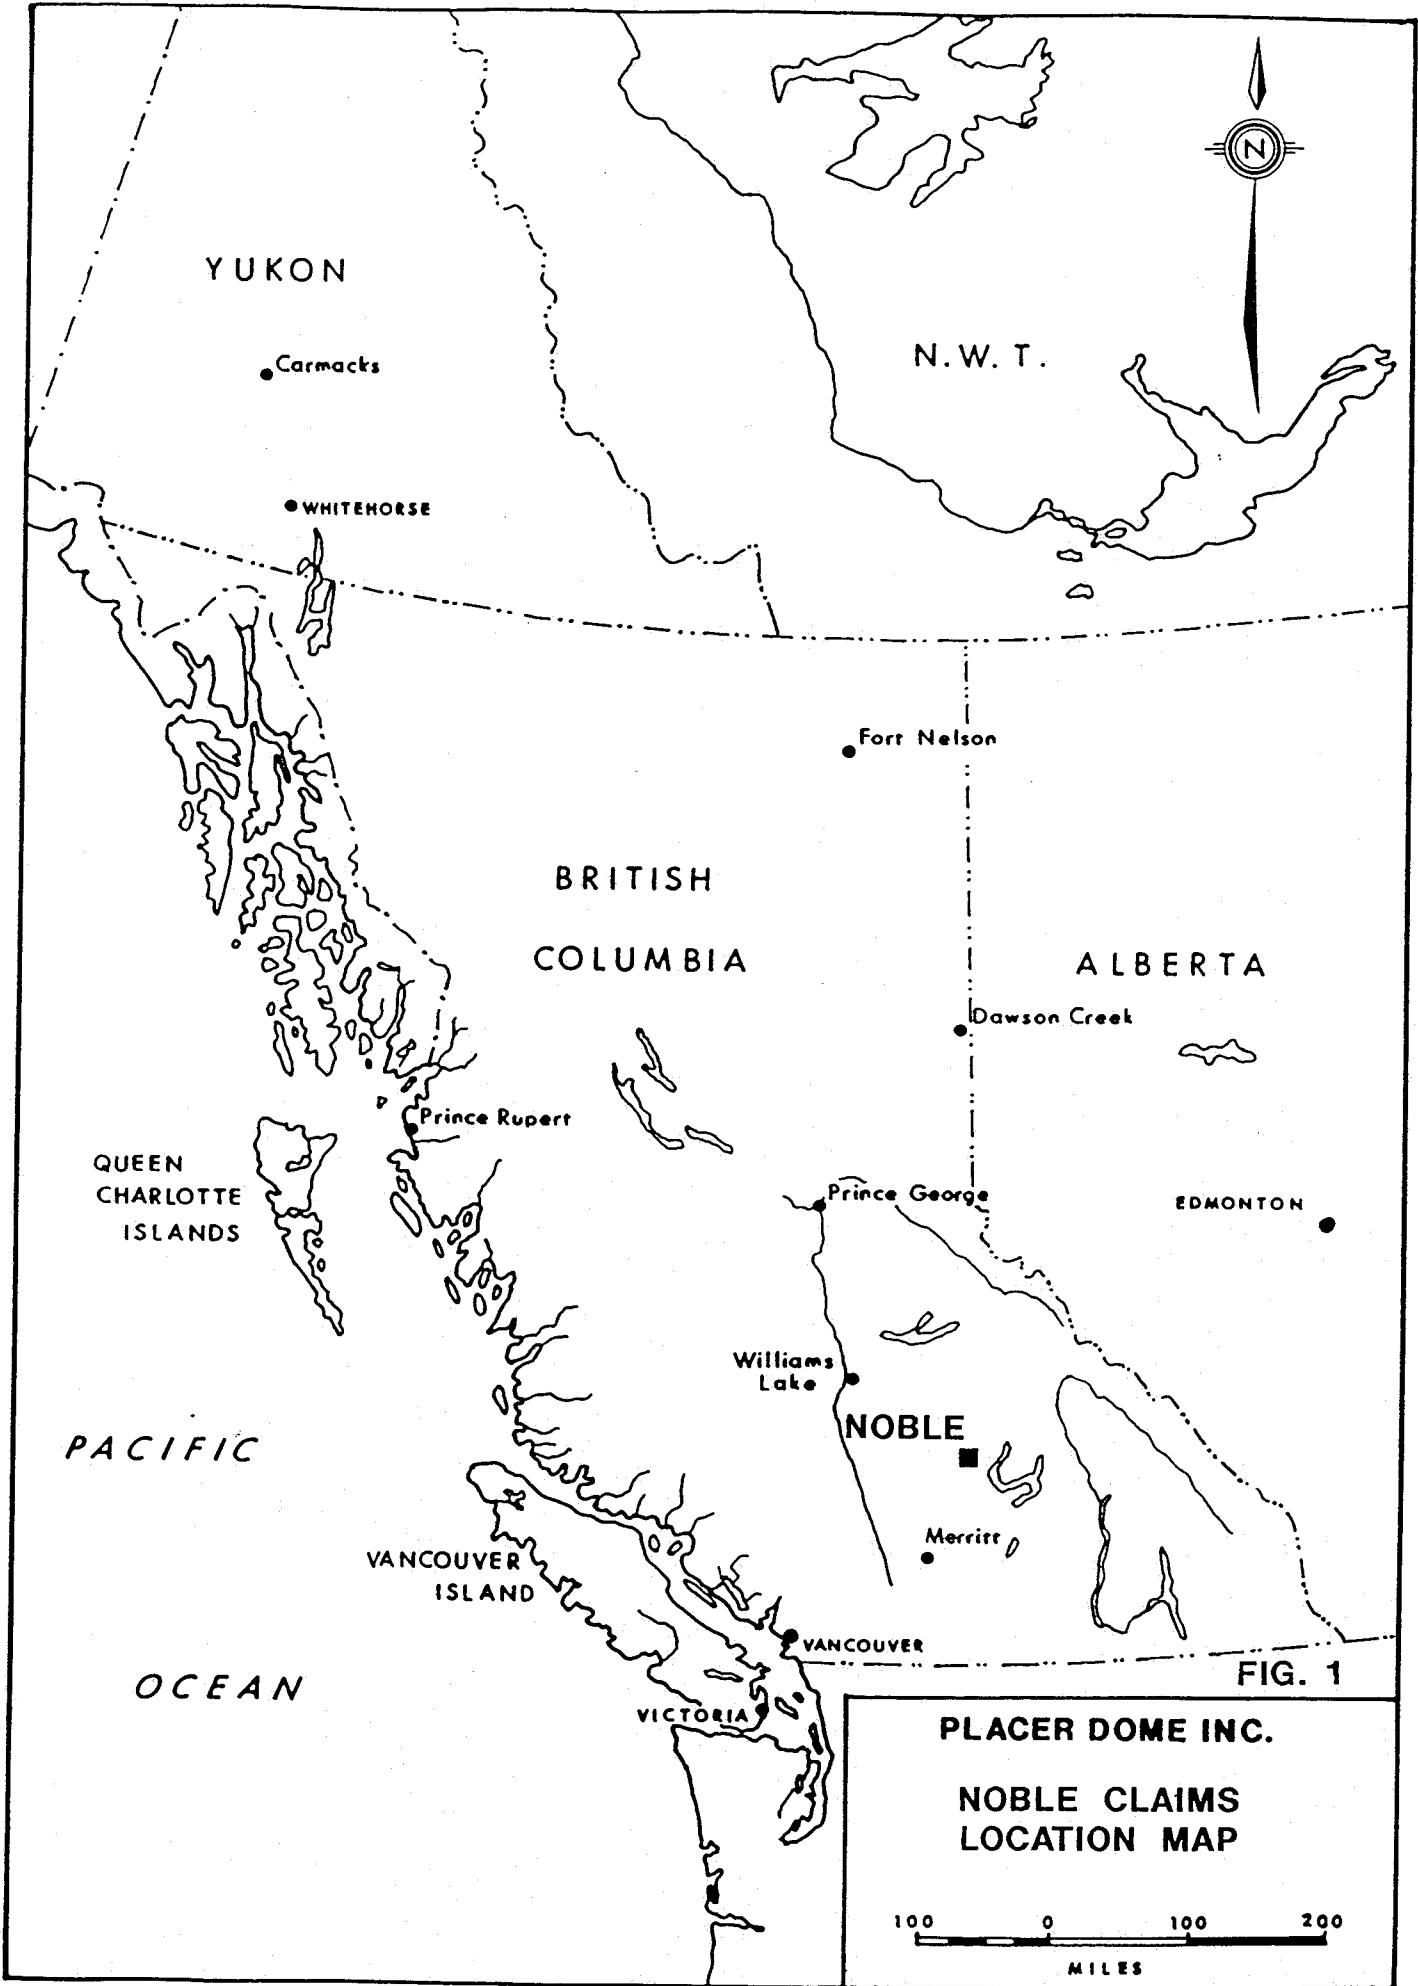 N
YUKON
N.W.T.
Carmacks
WHITEHORSE
Fort Nelson
BRITISH
COLUMBIA
ALBERTA
Dawson Creek
Prince Rupert
QUEEN
CHARLOTTE
ISLANDS
Prince George
EDMONTON
Williams
Lake
NOBLE
PACIFIC
Merritt
VANCOUVER
ISLAND
VANCOUVER
OCEAN
VICTORIA
FIG. 1
PLACER DOME INC.
NOBLE CLAIMS
LOCATION MAP
100 0 100 200
MILES